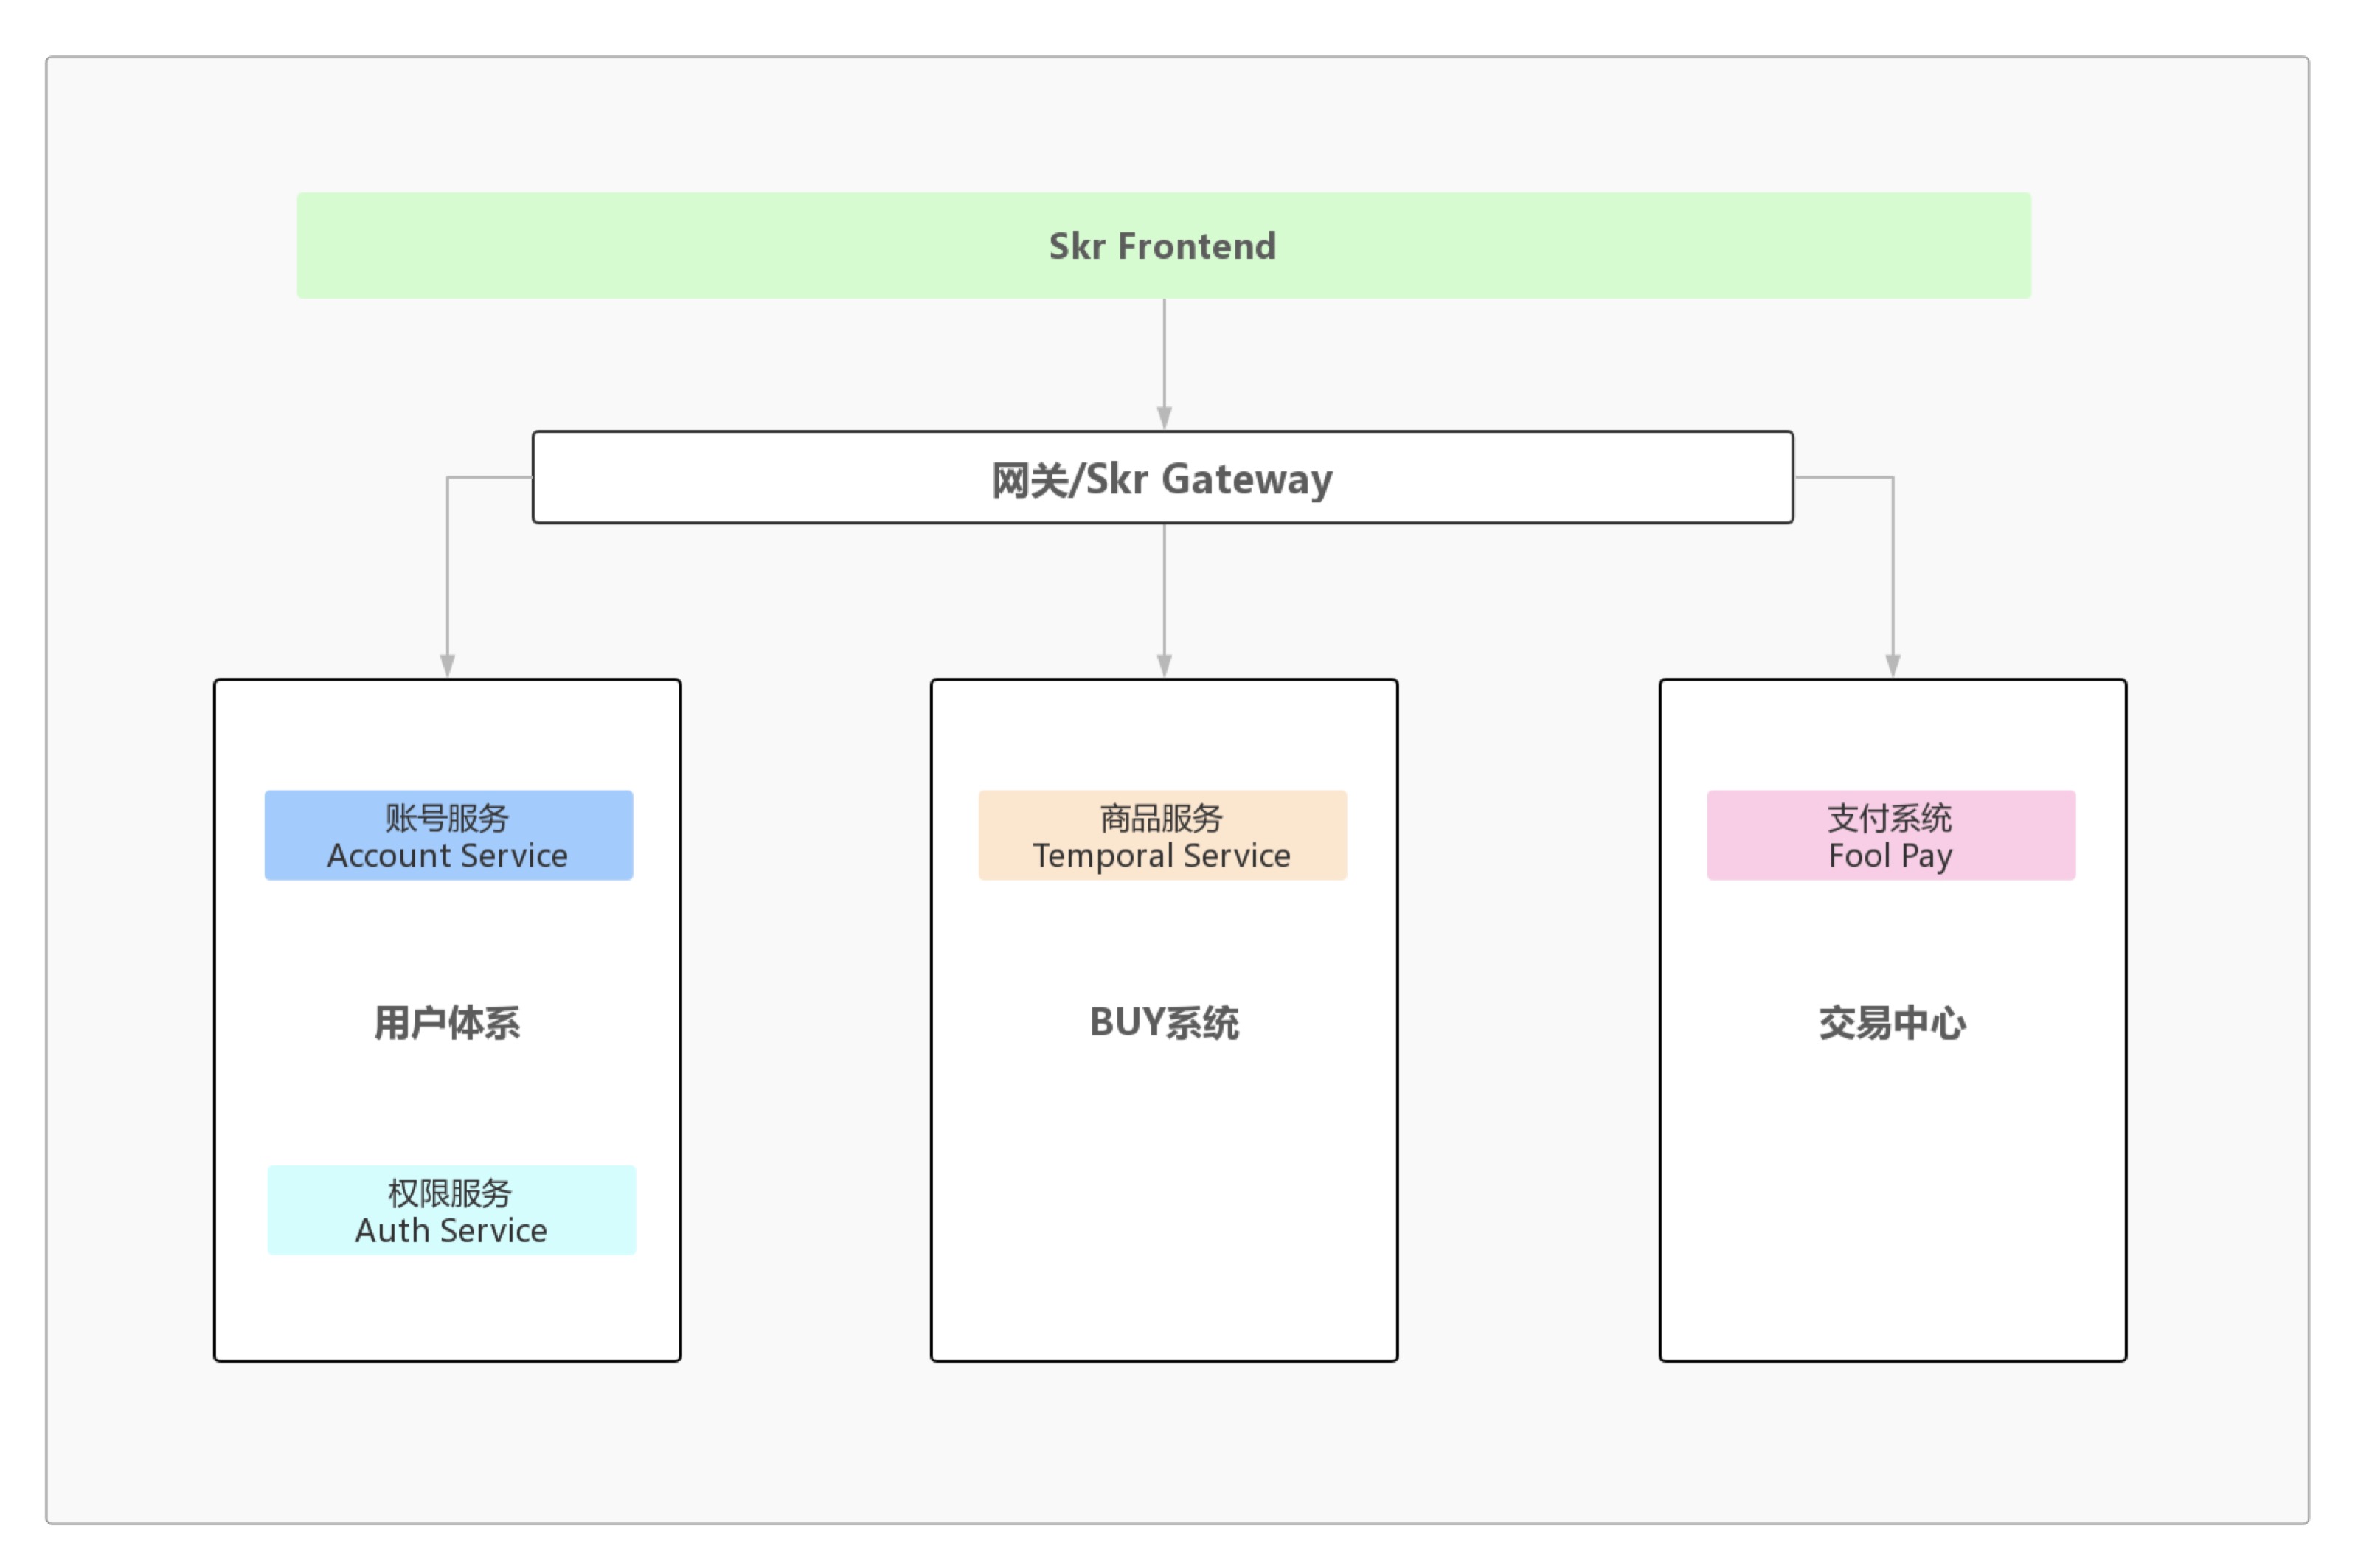 Skr Frontend
网关/Skr Gateway
账号服务
Account Service
用户体系
权限服务
Auth Service
商品服务
Temporal Service
BUY系统
支付系统
Fool Pay
交易中心